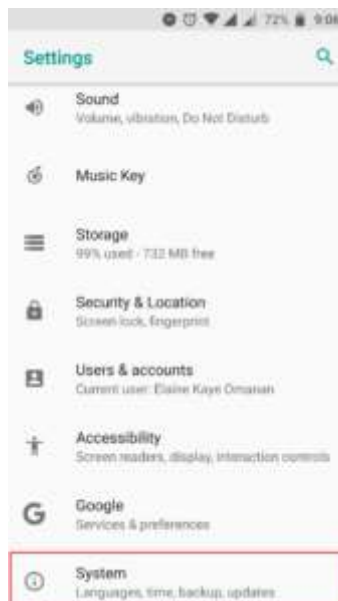 72% 9:06
Settings
Sound
Volume, vibration, Do Not Disturb
Music Key
Storage
99% used - 732 MB free
Security & Location
Screen lock, fingerprint
Users & accounts
Current user: Elaine Kaye Omanan
Accessibility
Screen readers, display, interaction controls
Google
Services & preferences
System
Languages, time, backup, updates